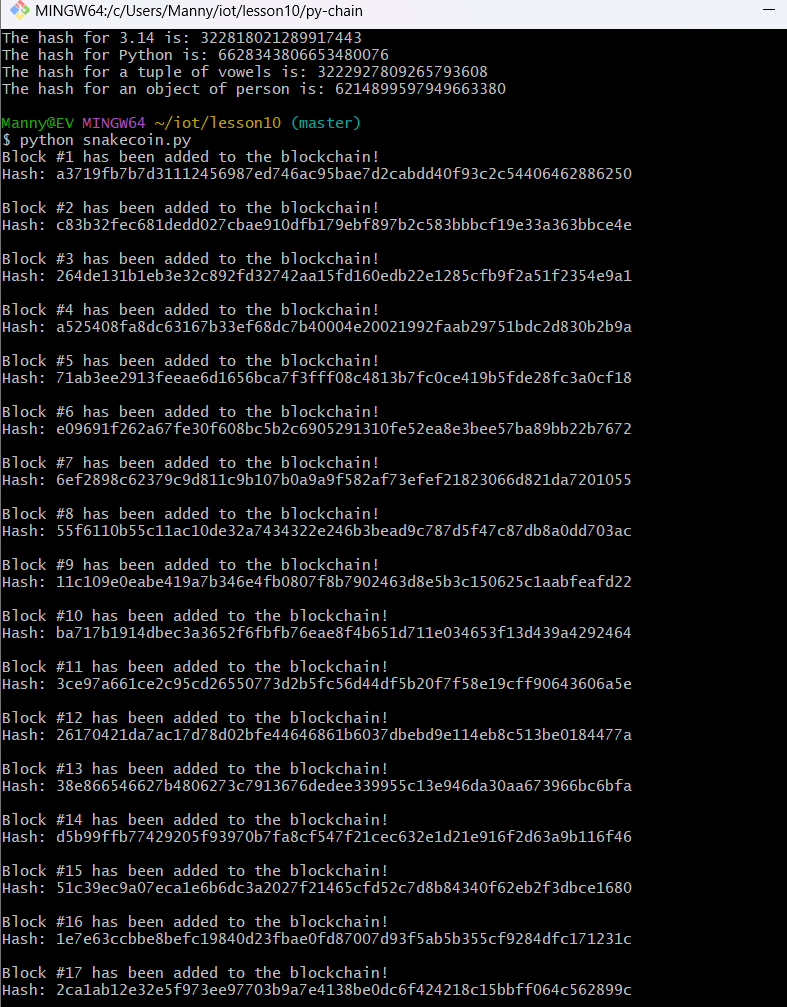 MINGW64:/c/Users/Manny/iot/lesson10/py-chain
The hash for 3.14 is: 322818021289917443
The hash for Python is: 6628343806653480076
The hash for a tuple of vowels is: 3222927809265793608
The hash for an object of person is: 6214899597949663380
Manny@EV MINGW64 ~/iot/lesson10 (master)
$ python snakecoin.py
Block #1 has been added to the blockchain!
Hash: a3719fb7b7d31112456987ed746ac95bae7d2cabdd40f93c2c54406462886250
Block #2 has been added to the blockchain!
Hash: c83b32fec681dedd027cbae910dfb179ebf897b2c583bbbcf19e33a363bbce4e
Block #3 has been added to the blockchain!
Hash: 264de131b1eb3e32c892fd32742aa15fd160edb22e1285cfb9f2a51f2354e9a1
Block #4 has been added to the blockchain!
Hash: a525408fa8dc63167b33ef68dc7b40004e20021992faab29751bdc2d830b2b9a
Block #5 has been added to the blockchain!
Hash: 71ab3ee2913feeae6d1656bca7f3fff08c4813b7fc0ce419b5fde28fc3a0cf18
Block #6 has been added to the blockchain!
Hash: e09691f262a67fe30f608bc5b2c6905291310fe52ea8e3bee57ba89bb22b7672
Block #7 has been added to the blockchain!
Hash: 6ef2898c62379c9d811c9b107b0a9a9f582af73efef21823066d821da7201055
Block #8 has been added to the blockchain!
Hash: 55f6110b55c11ac10de32a7434322e246b3bead9c787d5f47c87db8a0dd703ac
Block #9 has been added to the blockchain!
Hash: 11c109e0eabe419a7b346e4fb0807f8b7902463d8e5b3c150625c1aabfeafd22
Block #10 has been added to the blockchain!
Hash: ba717b1914dbec3a3652f6fbfb76eae8f4b651d711e034653f13d439a4292464
Block #11 has been added to the blockchain!
Hash: 3ce97a661ce2c95cd26550773d2b5fc56d44df5b20f7f58e19cff90643606a5e
Block #12 has been added to the blockchain!
Hash: 26170421da7ac17d78d02bfe44646861b6037dbebd9e114eb8c513be0184477a
Block #13 has been added to the blockchain!
Hash: 38e866546627b4806273c7913676dedee339955c13e946da30aa673966bc6bfa
Block #14 has been added to the blockchain!
Hash: d5b99ffb77429205f93970b7fa8cf547f21cec632e1d21e916f2d63a9b116f46
Block #15 has been added to the blockchain!
Hash: 51c39ec9a07eca1e6b6dc3a2027f21465cfd52c7d8b84340f62eb2f3dbce1680
Block #16 has been added to the blockchain!
Hash: 1e7e63ccbbe8befc19840d23fbae0fd87007d93f5ab5b355cf9284dfc171231c
Block #17 has been added to the blockchain!
Hash: 2ca1ab12e32e5f973ee97703b9a7e4138be0dc6f424218c15bbff064c562899c